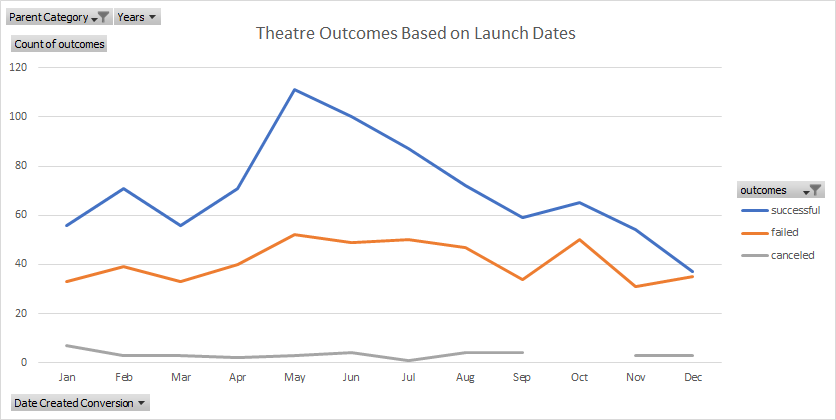 Parent Category Years
Count of outcomes
Theatre Outcomes Based on Launch Dates
120
100
80
60
40
20
0
Jan Feb Mar Apr May Jun Jul Aug Sep Oct Nov Dec
outcomes
successful
failed
canceled
Date Created Conversion